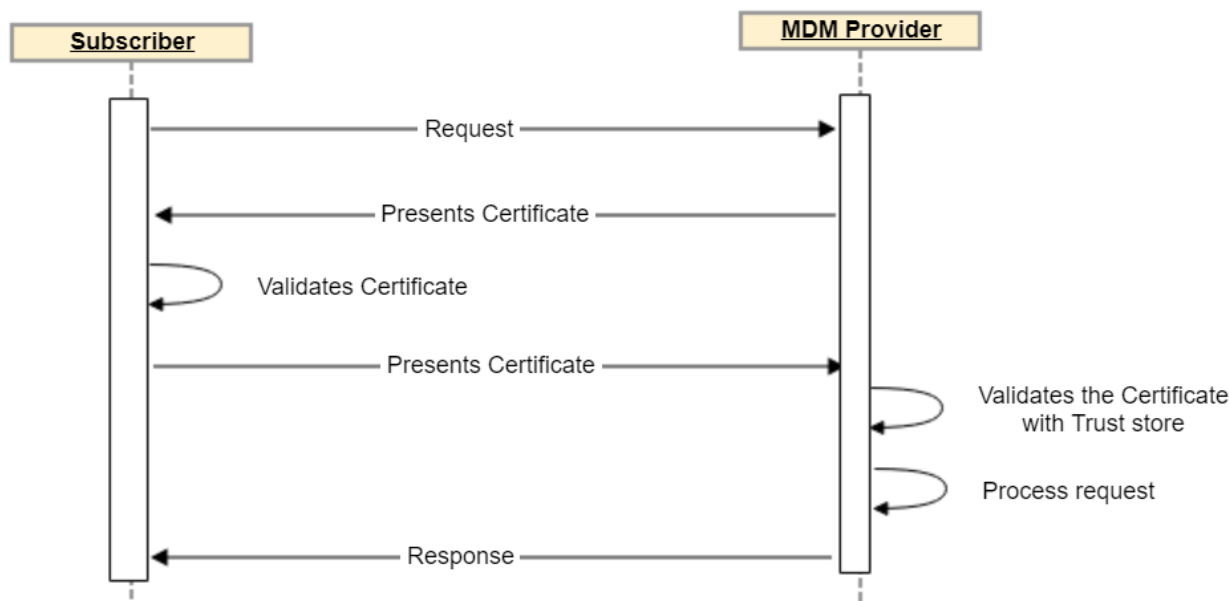 Subscriber
MDM Provider
Request
Presents Certificate
Validates Certificate
Presents Certificate
Validates the Certificate
with Trust store
Process request
Response